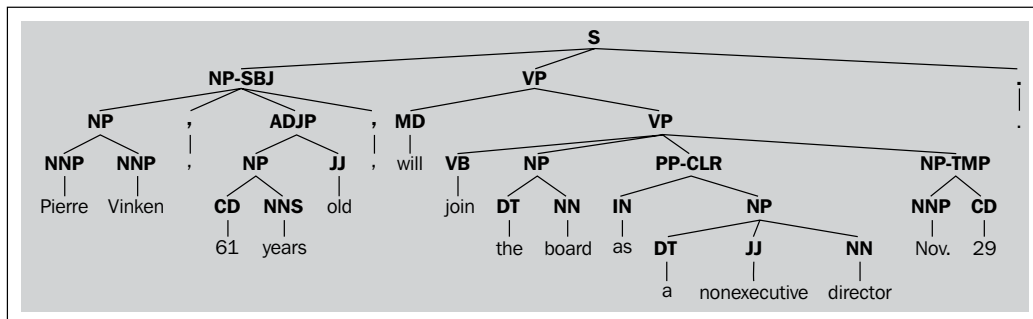 S
NP-SBJ VP .
NP , ADJP , MD VP .
NNP NNP , NP JJ , will VB NP PP-CLR NP-TMP
Pierre Vinken CD NNS old join DT NN IN NP NNP CD
61 years the board as DT JJ NN Nov. 29
a nonexecutive director